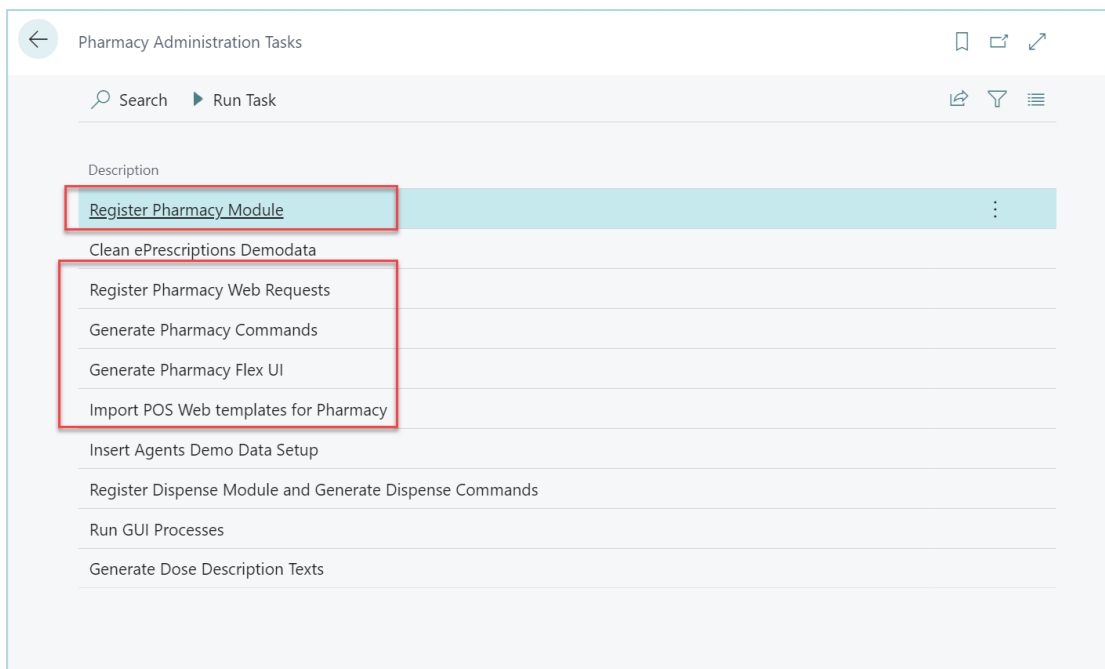 Pharmacy Administration Tasks
Search Run Task
Description
Register Pharmacy Module
Clean ePrescriptions Demodata
Register Pharmacy Web Requests
Generate Pharmacy Commands
Generate Pharmacy Flex UI
Import POS Web templates for Pharmacy
Insert Agents Demo Data Setup
Register Dispense Module and Generate Dispense Commands
Run GUI Processes
Generate Dose Description Texts